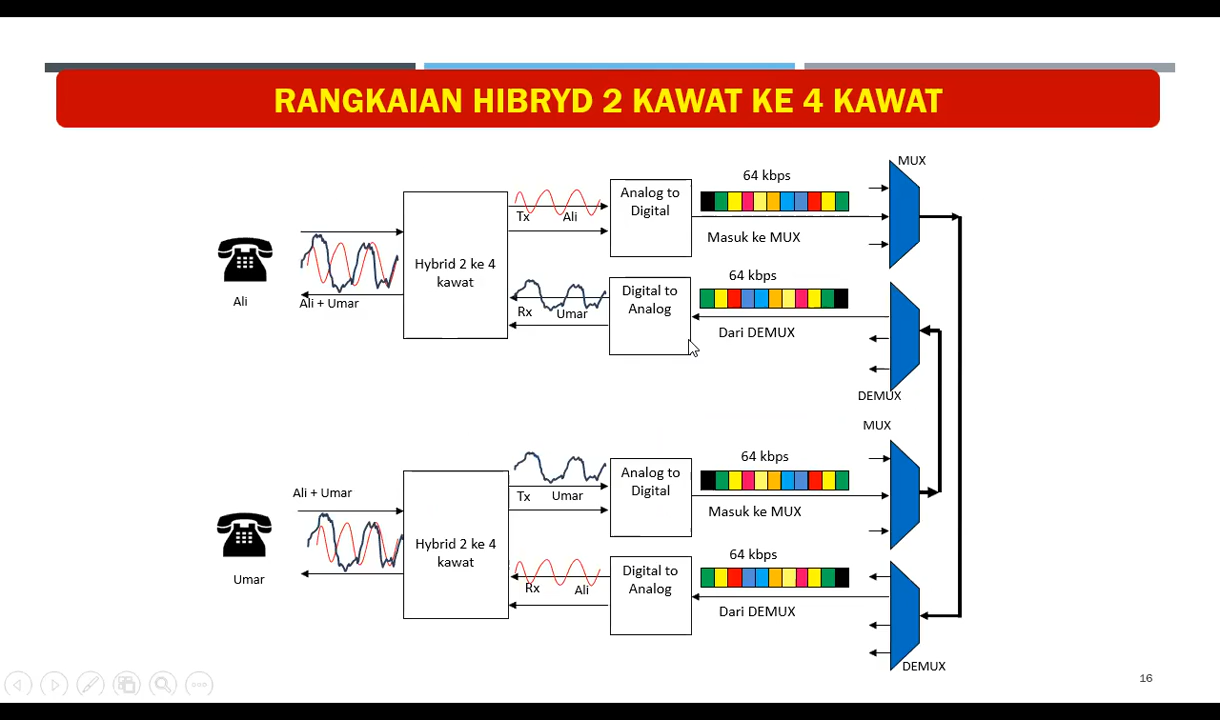 RANGKAIAN HIBRYD 2 KAWAT KE 4 KAWAT
MUX
64 kbps
Analog to
Digital
Tx
Ali
Masuk ke MUX
Hybrid 2 ke 4
kawat
Ali
Ali + Umar
64 kbps
Digital to
Analog
Rx
Umar
Dari DEMUX
DEMUX
MUX
64 kbps
Analog to
Digital
Tx
Umar
Masuk ke MUX
Ali + Umar
Hybrid 2 ke 4
kawat
Umar
64 kbps
Digital to
Analog
Rx
Ali
Dari DEMUX
DEMUX
16